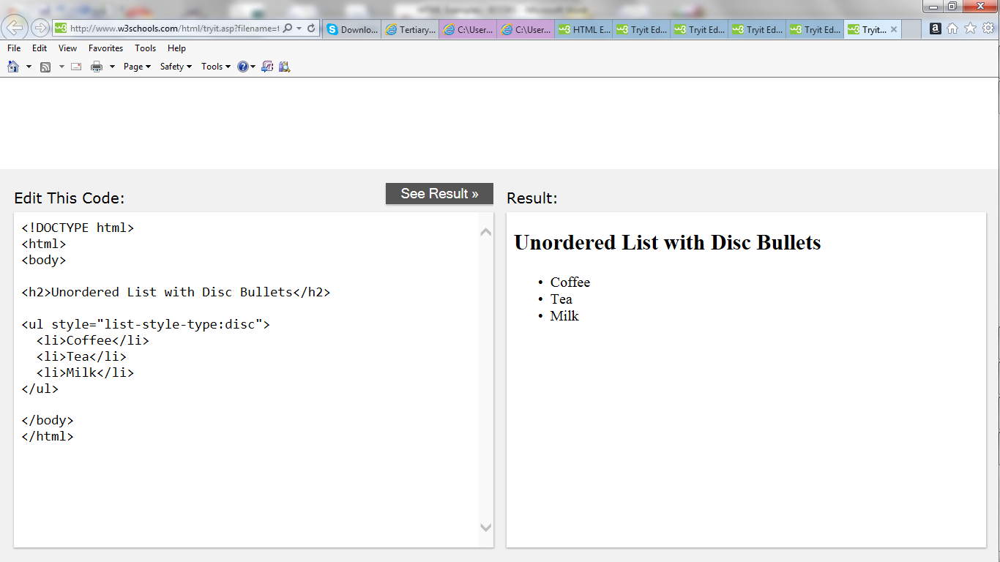 http://www.w3schools.com/html/tryit.asp?filename=t
Downlo...
Tertiary...
C:\User...
C:\User...
HTML E...
Tryit Ed...
Tryit Ed...
Tryit Ed...
Tryit Ed...
Tryit...
File Edit View Favorites Tools Help
Page Safety Tools
Edit This Code:
See Result »
<!DOCTYPE html>
<html>
<body>
<h2>Unordered List with Disc Bullets</h2>
<ul style="list-style-type:disc">
<li>Coffee</li>
<li>Tea</li>
<li>Milk</li>
</ul>
</body>
</html>
Result:
Unordered List with Disc Bullets
• Coffee
• Tea
• Milk